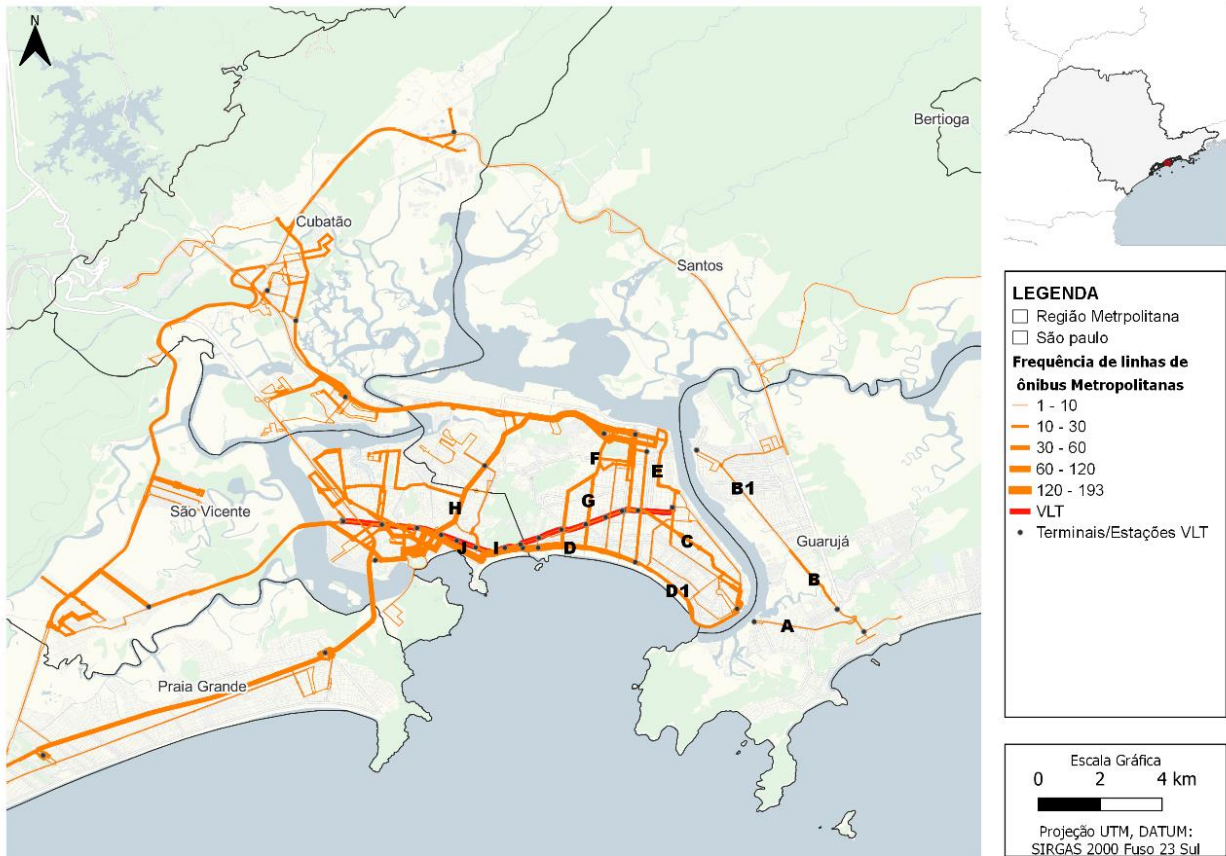 N
Bertioga
Cubatão
Santos
São Vicente
Guarujá
Praia Grande
F
E
B1
H
G
C
J
I
D
D1
B
A
LEGENDA
Região Metrpolitana
São paulo
Frequência de linhas de
ônibus Metropolitanas
1 - 10
10 - 30
30 - 60
60 - 120
120 - 193
VLT
Terminais/Estações VLT
Escala Gráfica
0 2 4 km
Projeção UTM, DATUM:
SIRGAS 2000 Fuso 23 Sul